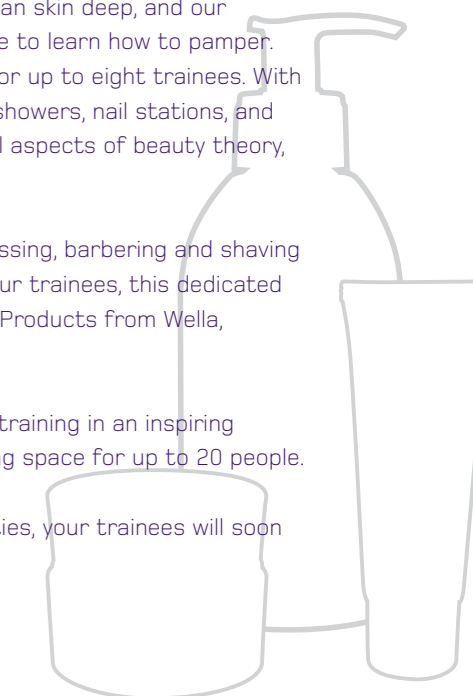 an skin deep, and our
e to learn how to pamper.
or up to eight trainees. With
showers, nail stations, and
l aspects of beauty theory,
ssing, barbering and shaving
ur trainees, this dedicated
Products from Wella,
training in an inspiring
ng space for up to 20 people.
ties, your trainees will soon